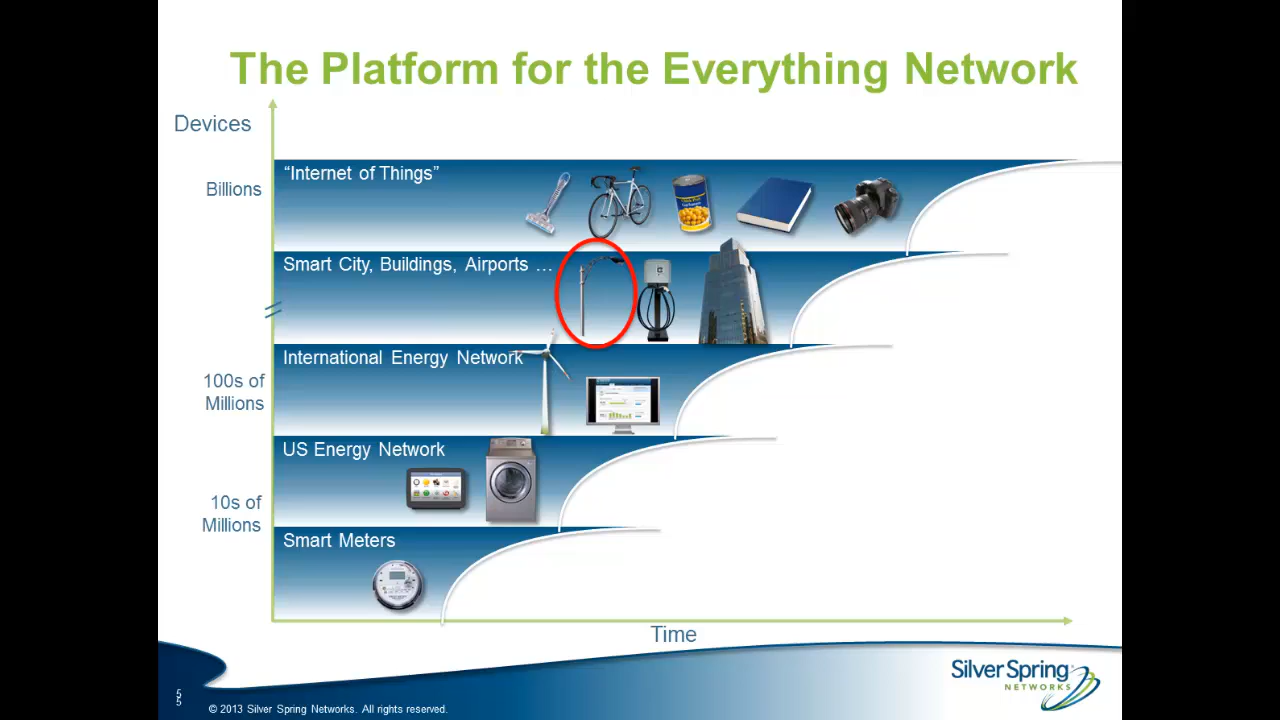 The Platform for the Everything Network
Devices
Billions
"Internet of Things"
Smart City, Buildings, Airports …
International Energy Network
100s of
Millions
US Energy Network
10s of
Millions
Smart Meters
Time
Silver Spring
NETWORKS
5
5
© 2013 Silver Spring Networks. All rights reserved.